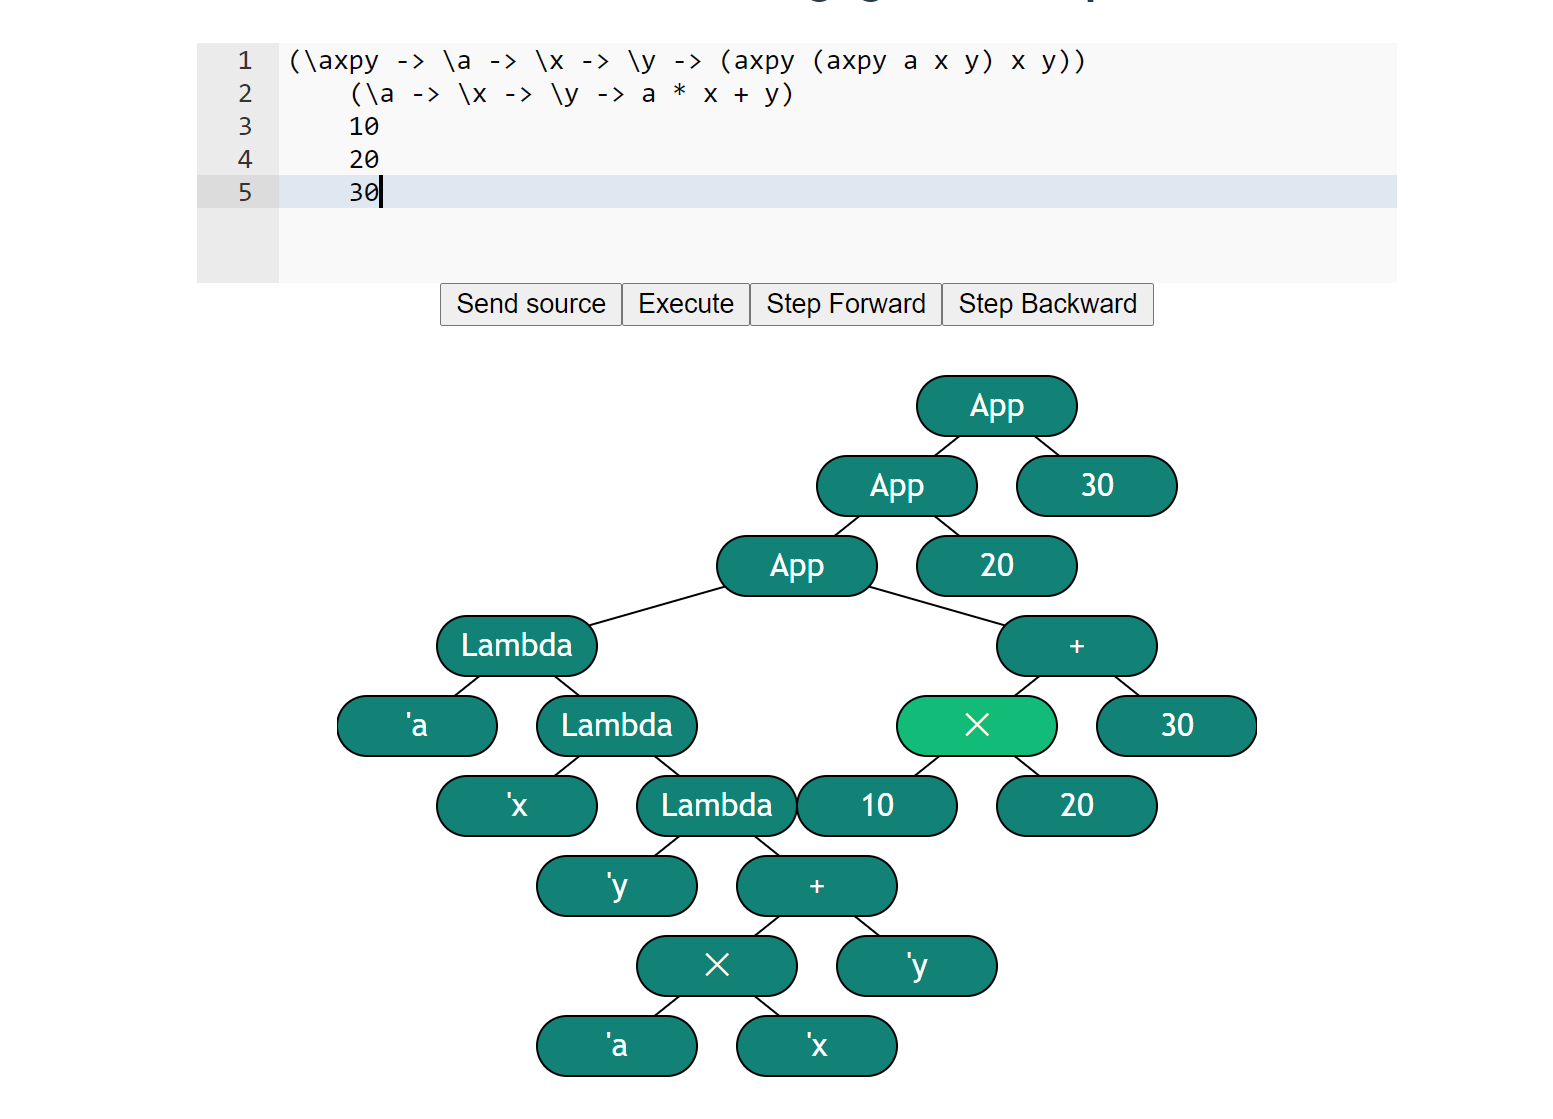 1 (\axpy -> \a -> \x -> \y -> (axpy (axpy a x y) x y))
2     (\a -> \x -> \y -> a * x + y)
3     10
4     20
5     30
Send source Execute Step Forward Step Backward
App
App 30
App 20
Lambda +
'a Lambda × 30
'x Lambda 10 20
'y +
× 'y
'a 'x